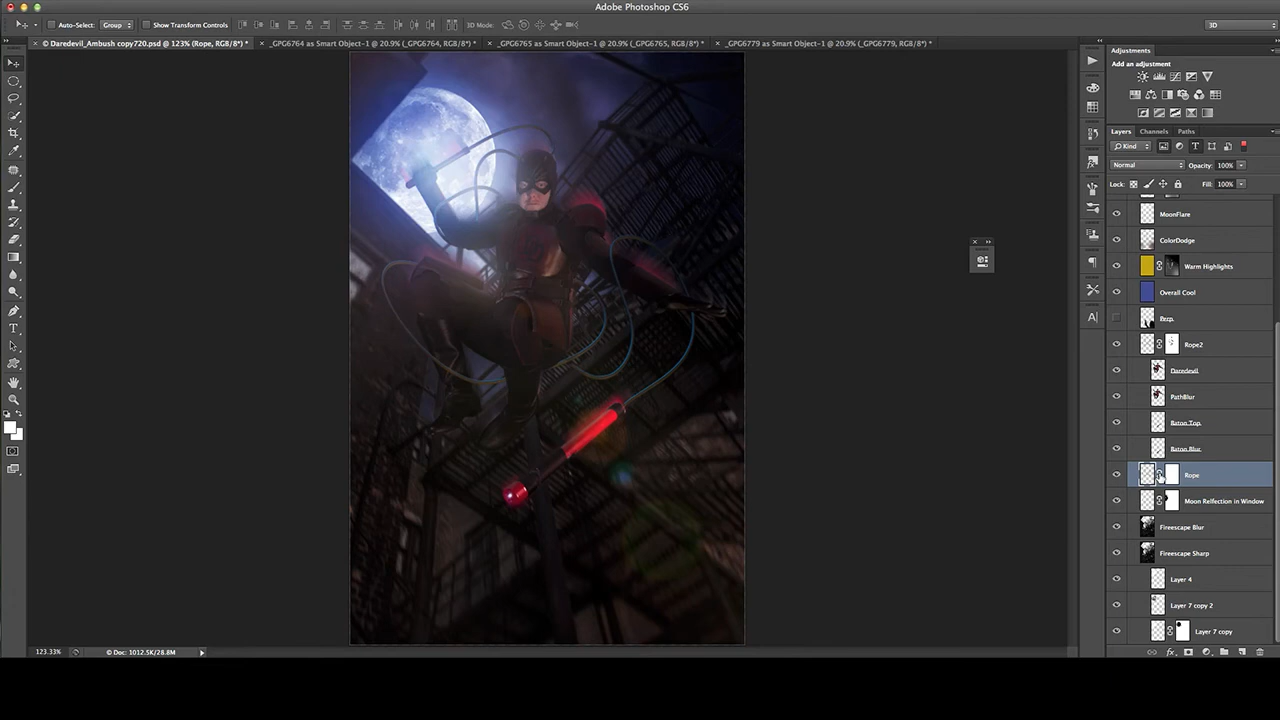 Adobe Photoshop CS6
Auto-Select: Group Show Transform Controls 3D Mode: 3D
× © Daredevil_Ambush copy720.psd @ 123% (Rope, RGB/8*) * × _GPG6764 as Smart Object-1 @ 20.9% (_GPG6764, RGB/8*) * × _GPG6765 as Smart Object-1 @ 20.9% (_GPG6765, RGB/8*) * × _GPG6779 as Smart Object-1 @ 20.9% (_GPG6779, RGB/8*) *
Adjustments
Add an adjustment
Layers Channels Paths
Kind
Normal Opacity: 100%
Lock: Fill: 100%
MoonFlare
ColorDodge
Warm Highlights
Overall Cool
Perp
Rope2
Daredevil
PathBlur
Baton Top
Baton Blur
Rope
Moon Relfection in Window
Fireescape Blur
Fireescape Sharp
Layer 4
Layer 7 copy 2
Layer 7 copy
123.33% Doc: 1012.5K/28.8M